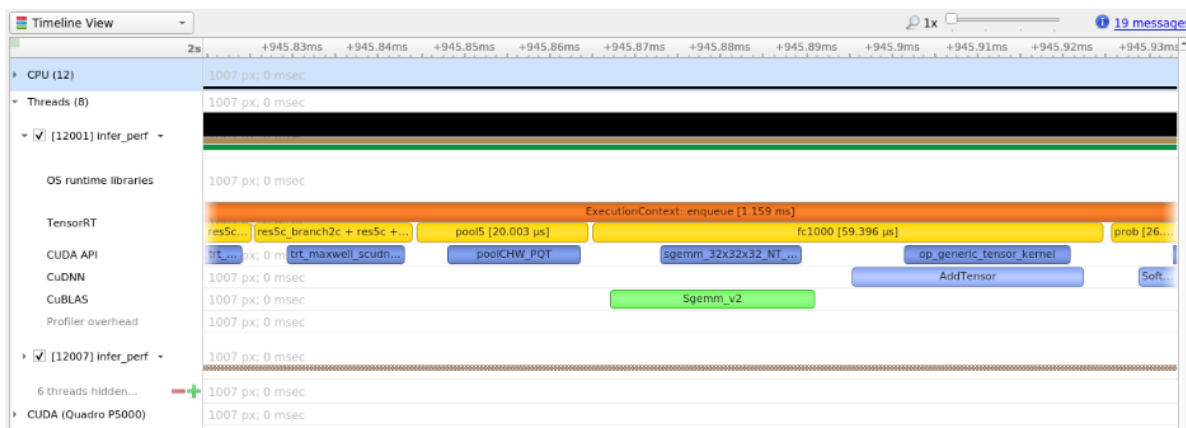 Timeline View 1x 19 messages
2s +945.83ms +945.84ms +945.85ms +945.86ms +945.87ms +945.88ms +945.89ms +945.9ms +945.91ms +945.92ms +945.93ms
CPU (12) 1007 px; 0 msec
Threads (8) 1007 px; 0 msec
[12001] infer_perf
OS runtime libraries 1007 px; 0 msec
ExecutionContext::enqueue [1.159 ms]
TensorRT
res5c... res5c_branch2c + res5c +... pool5 [20.003 µs] fc1000 [59.396 µs] prob [26....
CUDA API trt_... px; 0 m trt_maxwell_scudn... poolCHW_PQT sgemm_32x32x32_NT_... op_generic_tensor_kernel
CuDNN 1007 px; 0 msec AddTensor Soft...
CuBLAS 1007 px; 0 msec Sgemm_v2
Profiler overhead 1007 px; 0 msec
[12007] infer_perf 1007 px; 0 msec
6 threads hidden... 1007 px; 0 msec
CUDA (Quadro P5000) 1007 px; 0 msec